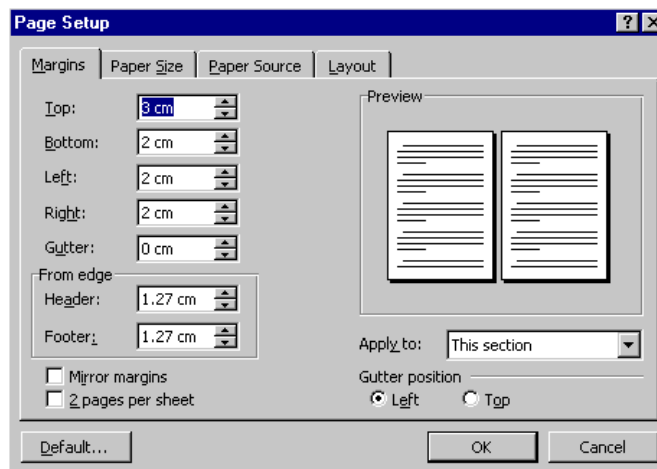 Page Setup
Margins Paper Size Paper Source Layout
Top: 3 cm
Bottom: 2 cm
Left: 2 cm
Right: 2 cm
Gutter: 0 cm
From edge
Header: 1.27 cm
Footer: 1.27 cm
Mirror margins
2 pages per sheet
Preview
Apply to: This section
Gutter position
Left Top
Default... OK Cancel